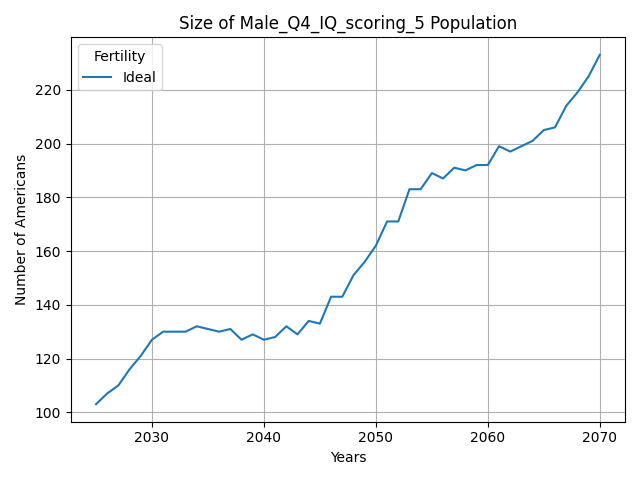 Size of Male_Q4_IQ_scoring_5 Population
Fertility
Ideal
Number of Americans
220
200
180
160
140
120
100
2030 2040 2050 2060 2070
Years